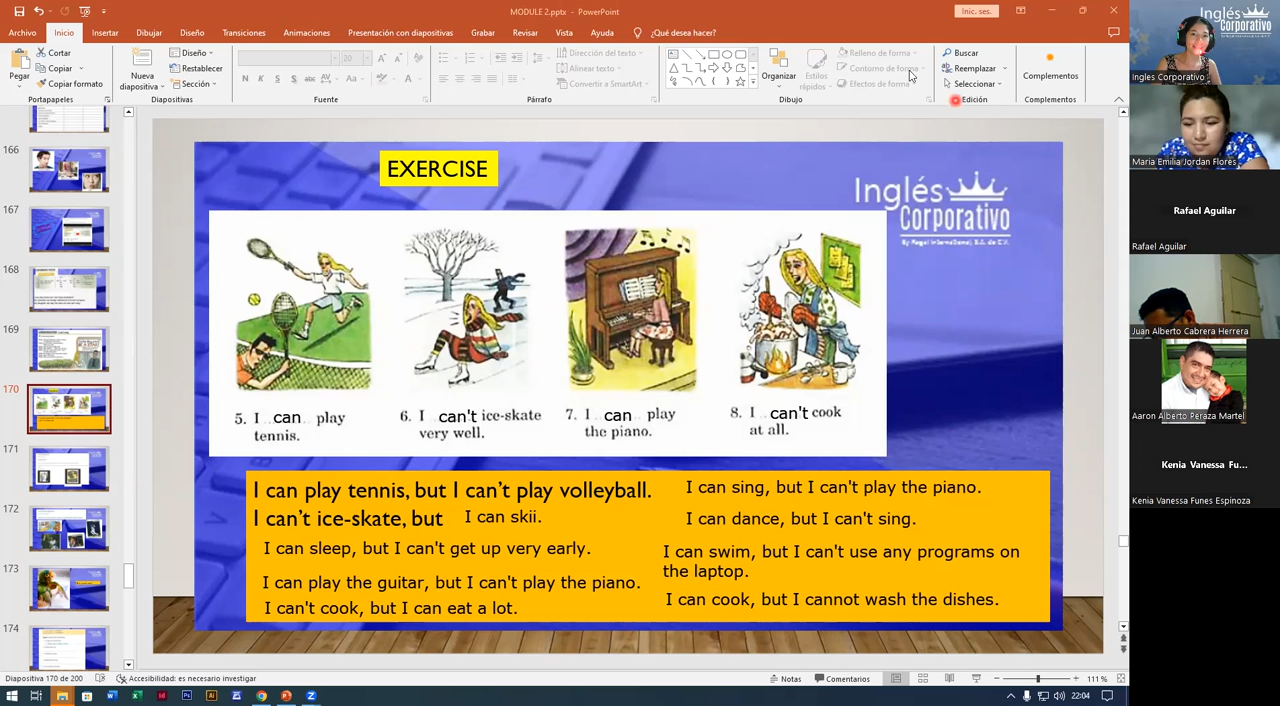 MODULE 2.pptx - PowerPoint
Inic. ses.
Archivo Inicio Insertar Dibujar Diseño Transiciones Animaciones Presentación con diapositivas Grabar Revisar Vista Ayuda ¿Qué desea hacer?
Pegar
Cortar
Copiar
Copiar formato
Portapapeles
Nueva diapositiva
Diseño
Restablecer
Sección
Diapositivas
20
N K S
Fuente
Dirección del texto
Alinear texto
Convertir a SmartArt
Párrafo
Organizar
Estilos rápidos
Relleno de forma
Contorno de forma
Efectos de forma
Dibujo
Buscar
Reemplazar
Seleccionar
Edición
Complementos
Complementos
166
167
168
169
170
171
172
173
174
EXERCISE
Inglés
Corporativo
By Regal International, S.A. de C.V.
5. I can play
tennis.
6. I can't ice-skate
very well.
7. I can play
the piano.
8. I can't cook
at all.
I can play tennis, but I can't play volleyball.
I can't ice-skate, but I can skii.
I can sleep, but I can't get up very early.
I can play the guitar, but I can't play the piano.
I can't cook, but I can eat a lot.
I can sing, but I can't play the piano.
I can dance, but I can't sing.
I can swim, but I can't use any programs on
the laptop.
I can cook, but I cannot wash the dishes.
Inglés
Corporativo
Ingles Corporativo
Maria Emilia Jordan Flores
Rafael Aguilar
Rafael Aguilar
Juan Alberto Cabrera Herrera
Aaron Alberto Peraza Martel
Kenia Vanessa Fu...
Kenia Vanessa Funes Espinoza
Diapositiva 170 de 200
Accesibilidad: es necesario investigar
Notas
Comentarios
111 %
22:04